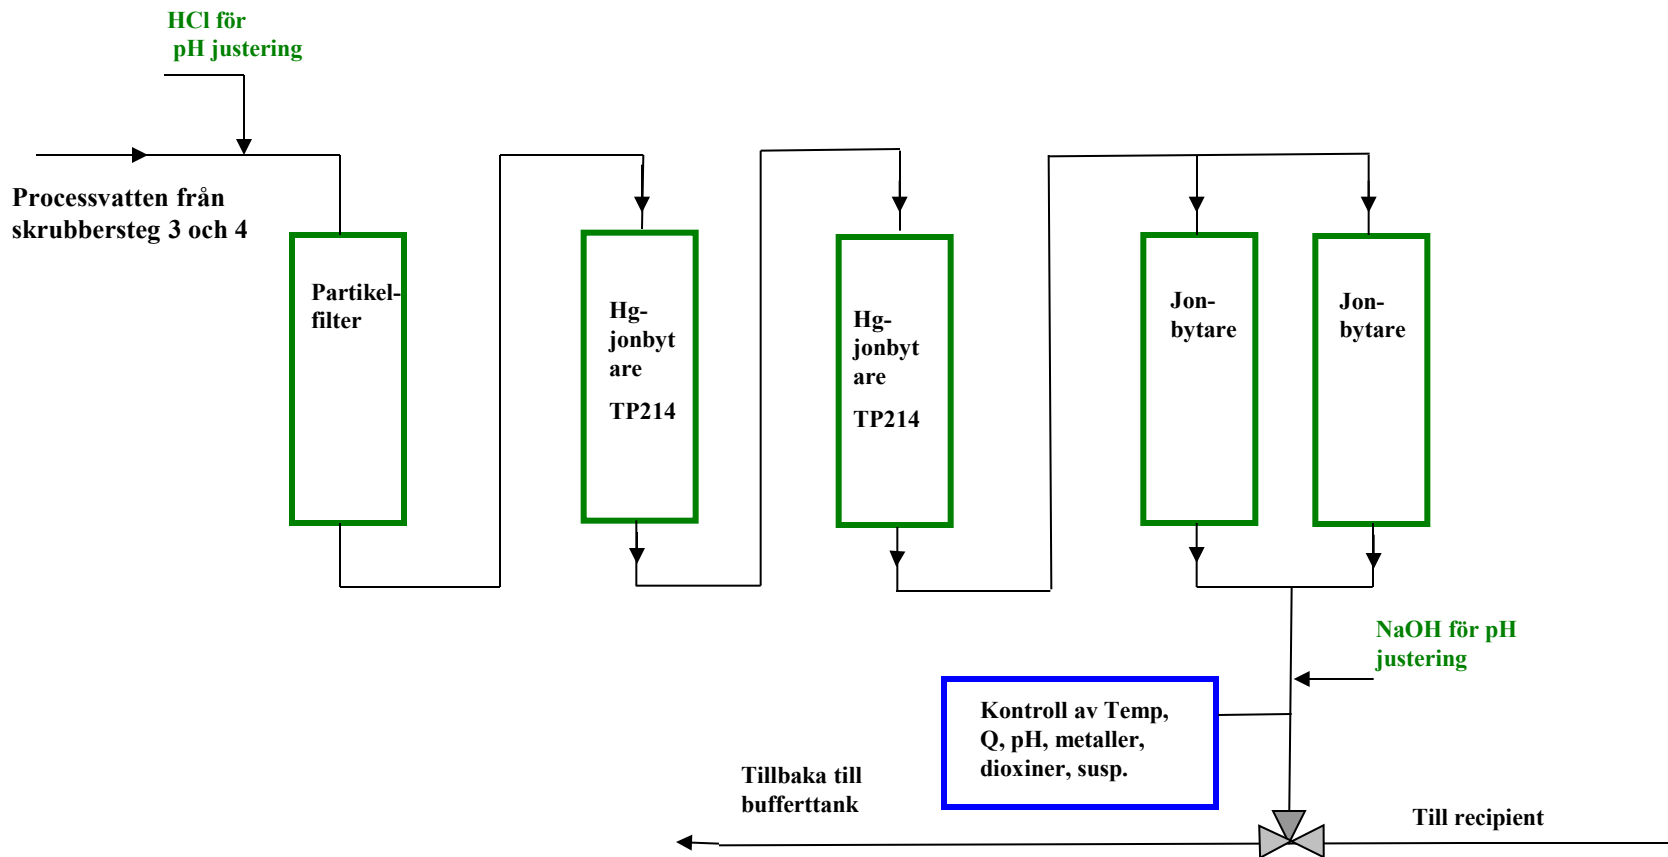 HCl för
pH justering
Processvatten från
skrubbersteg 3 och 4
Partikel-
filter
Hg-
jonbyt
are
TP214
Hg-
jonbyt
are
TP214
Jon-
bytare
Jon-
bytare
NaOH för pH
justering
Kontroll av Temp,
Q, pH, metaller,
dioxiner, susp.
Tillbaka till
bufferttank
Till recipient